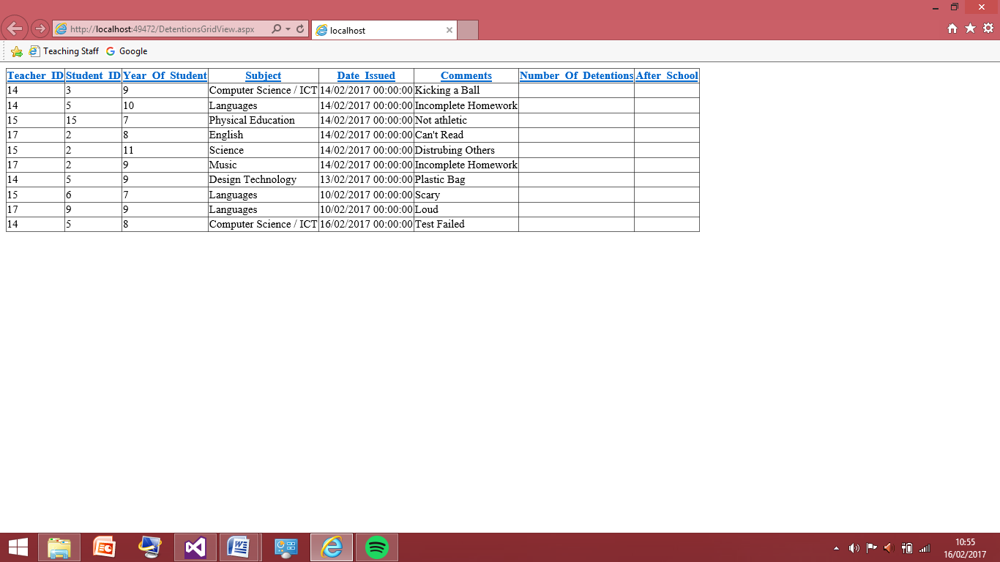 http://localhost:49472/DetentionsGridView.aspx localhost
Teaching Staff Google
Teacher_ID Student_ID Year_Of_Student Subject Date_Issued Comments Number_Of_Detentions After_School
14 3 9 Computer Science / ICT 14/02/2017 00:00:00 Kicking a Ball
14 5 10 Languages 14/02/2017 00:00:00 Incomplete Homework
15 15 7 Physical Education 14/02/2017 00:00:00 Not athletic
17 2 8 English 14/02/2017 00:00:00 Can't Read
15 2 11 Science 14/02/2017 00:00:00 Distrubing Others
17 2 9 Music 14/02/2017 00:00:00 Incomplete Homework
14 5 9 Design Technology 13/02/2017 00:00:00 Plastic Bag
15 6 7 Languages 10/02/2017 00:00:00 Scary
17 9 9 Languages 10/02/2017 00:00:00 Loud
14 5 8 Computer Science / ICT 16/02/2017 00:00:00 Test Failed
10:55
16/02/2017